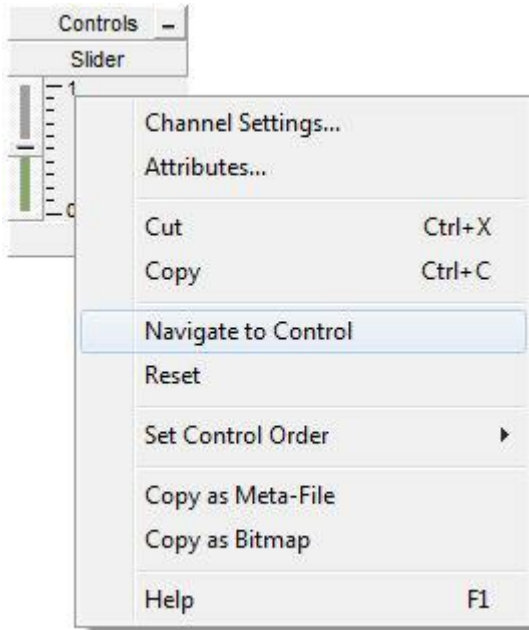 Controls
Slider
1
0
Channel Settings...
Attributes...
Cut Ctrl+X
Copy Ctrl+C
Navigate to Control
Reset
Set Control Order
Copy as Meta-File
Copy as Bitmap
Help F1